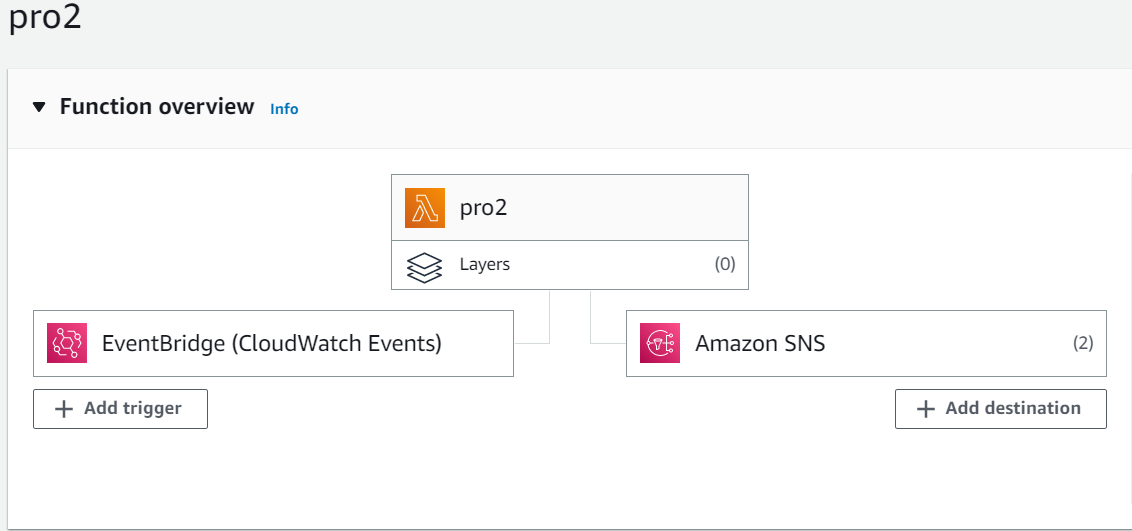 pro2
Function overview Info
pro2
Layers (0)
EventBridge (CloudWatch Events)
Amazon SNS (2)
+ Add trigger
+ Add destination